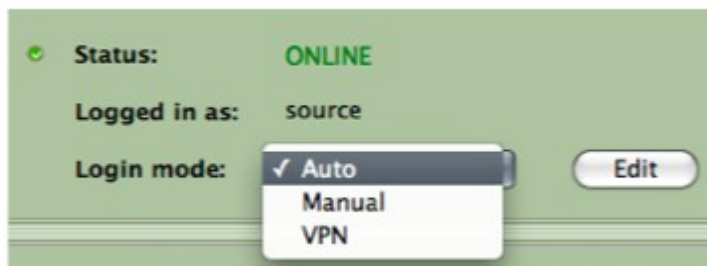 Status: ONLINE
Logged in as: source
Login mode: ✓ Auto Edit
Manual
VPN